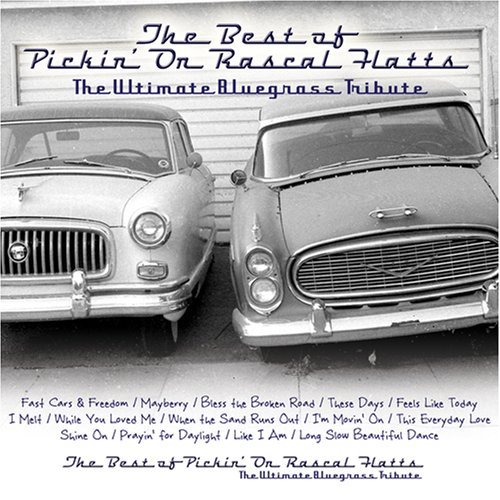 The Best of
Pickin' On Rascal Flatts
The Ultimate Bluegrass Tribute
Fast Cars & Freedom / Mayberry / Bless the Broken Road / These Days / Feels Like Today
I Melt / While You Loved Me / When the Sand Runs Out / I'm Movin' On / This Everyday Love
Shine On / Prayin' for Daylight / Like I Am / Long Slow Beautiful Dance
The Best of Pickin' On Rascal Flatts
The Ultimate Bluegrass Tribute